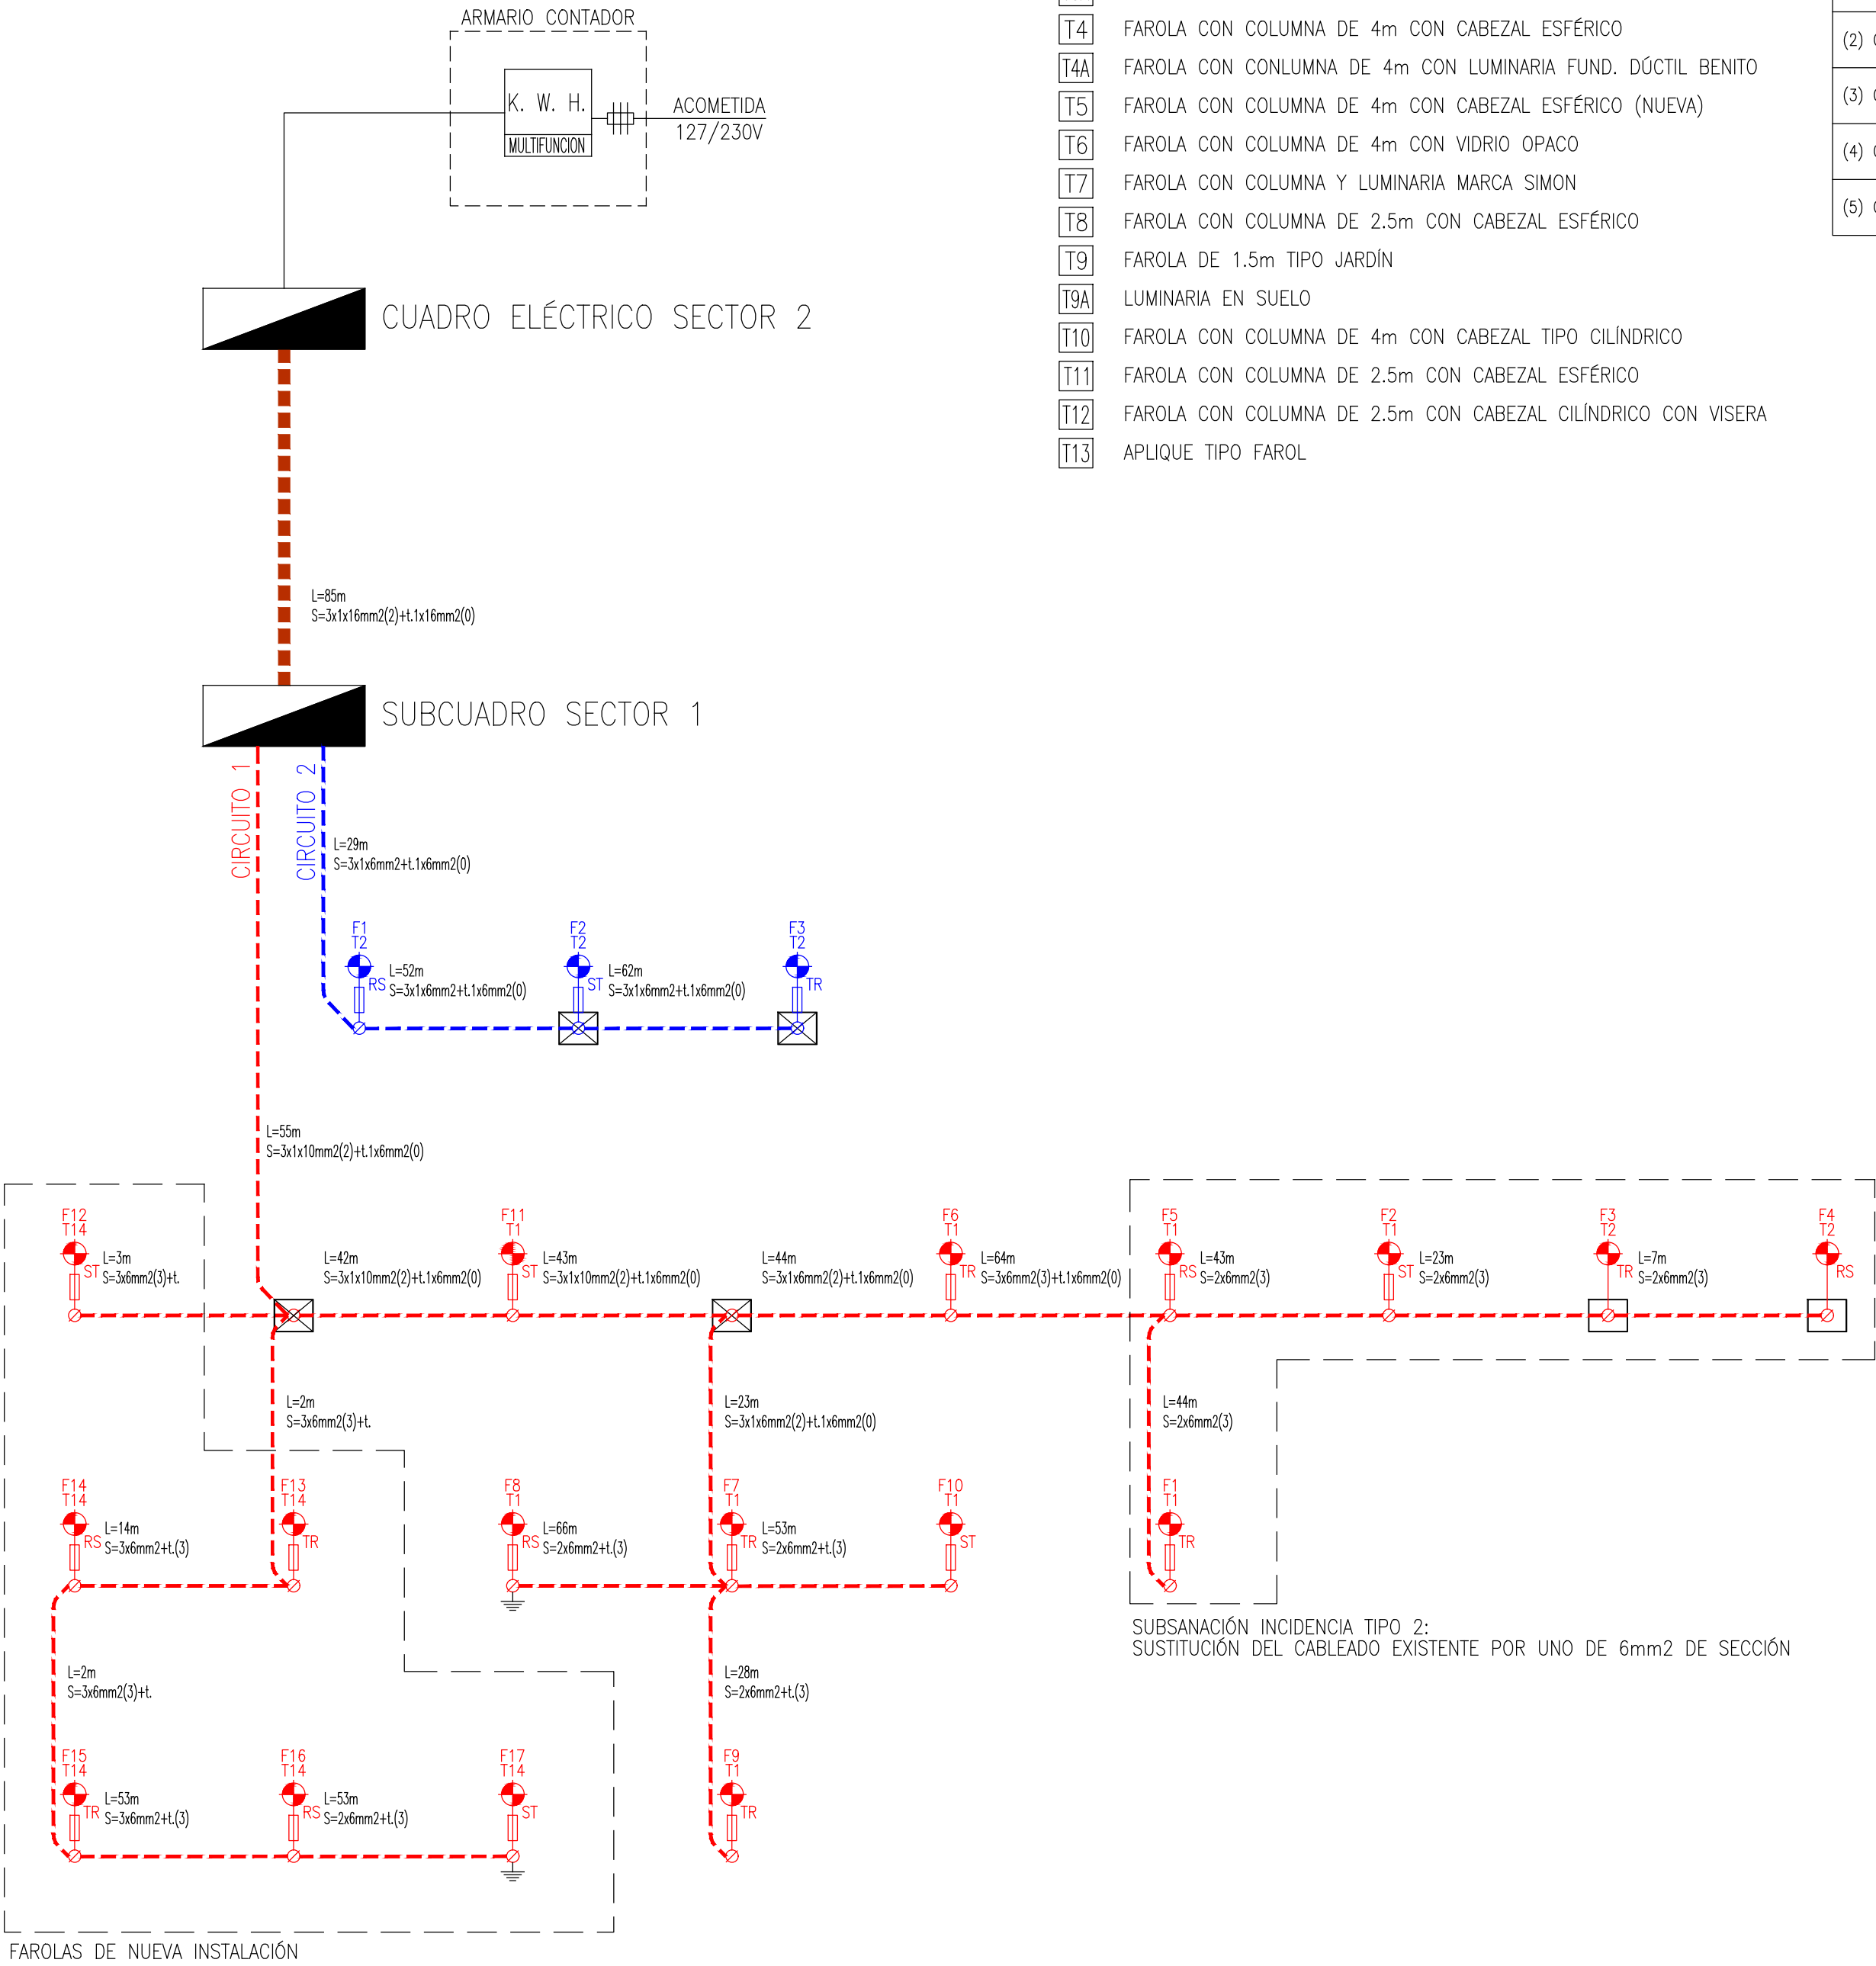 ARMARIO CONTADOR
K. W. H.
MULTIFUNCION
ACOMETIDA
127/230V
T4 FAROLA CON COLUMNA DE 4m CON CABEZAL ESFÉRICO
T4A FAROLA CON CONLUMNA DE 4m CON LUMINARIA FUND. DÚCTIL BENITO
T5 FAROLA CON COLUMNA DE 4m CON CABEZAL ESFÉRICO (NUEVA)
T6 FAROLA CON COLUMNA DE 4m CON VIDRIO OPACO
T7 FAROLA CON COLUMNA Y LUMINARIA MARCA SIMON
T8 FAROLA CON COLUMNA DE 2.5m CON CABEZAL ESFÉRICO
T9 FAROLA DE 1.5m TIPO JARDÍN
T9A LUMINARIA EN SUELO
T10 FAROLA CON COLUMNA DE 4m CON CABEZAL TIPO CILÍNDRICO
T11 FAROLA CON COLUMNA DE 2.5m CON CABEZAL ESFÉRICO
T12 FAROLA CON COLUMNA DE 2.5m CON CABEZAL CILÍNDRICO CON VISERA
T13 APLIQUE TIPO FAROL
(2)
(3)
(4)
(5)
CUADRO ELÉCTRICO SECTOR 2
L=85m
S=3x1x16mm2(2)+t.1x16mm2(0)
SUBCUADRO SECTOR 1
CIRCUITO 1
CIRCUITO 2
L=29m
S=3x1x6mm2+t.1x6mm2(0)
F1
T2
RS
L=52m
S=3x1x6mm2+t.1x6mm2(0)
F2
T2
ST
L=62m
S=3x1x6mm2+t.1x6mm2(0)
F3
T2
TR
L=55m
S=3x1x10mm2(2)+t.1x6mm2(0)
F12
T14
ST
L=3m
S=3x6mm2(3)+t.
L=42m
S=3x1x10mm2(2)+t.1x6mm2(0)
F11
T1
ST
L=43m
S=3x1x10mm2(2)+t.1x6mm2(0)
L=44m
S=3x1x6mm2(2)+t.1x6mm2(0)
F6
T1
TR
L=64m
S=3x6mm2(3)+t.1x6mm2(0)
F5
T1
RS
L=43m
S=2x6mm2(3)
F2
T1
ST
L=23m
S=2x6mm2(3)
F3
T2
TR
L=7m
S=2x6mm2(3)
F4
T2
RS
L=2m
S=3x6mm2(3)+t.
L=23m
S=3x1x6mm2(2)+t.1x6mm2(0)
L=44m
S=2x6mm2(3)
F14
T14
RS
L=14m
S=3x6mm2+t.(3)
F13
T14
TR
F8
T1
RS
L=66m
S=2x6mm2+t.(3)
F7
T1
TR
L=53m
S=2x6mm2+t.(3)
F10
T1
ST
F1
T1
TR
SUBSANACIÓN INCIDENCIA TIPO 2:
SUSTITUCIÓN DEL CABLEADO EXISTENTE POR UNO DE 6mm2 DE SECCIÓN
L=2m
S=3x6mm2(3)+t.
L=28m
S=2x6mm2+t.(3)
F15
T14
TR
L=53m
S=3x6mm2+t.(3)
F16
T14
RS
L=53m
S=2x6mm2+t.(3)
F17
T14
ST
F9
T1
TR
FAROLAS DE NUEVA INSTALACIÓN